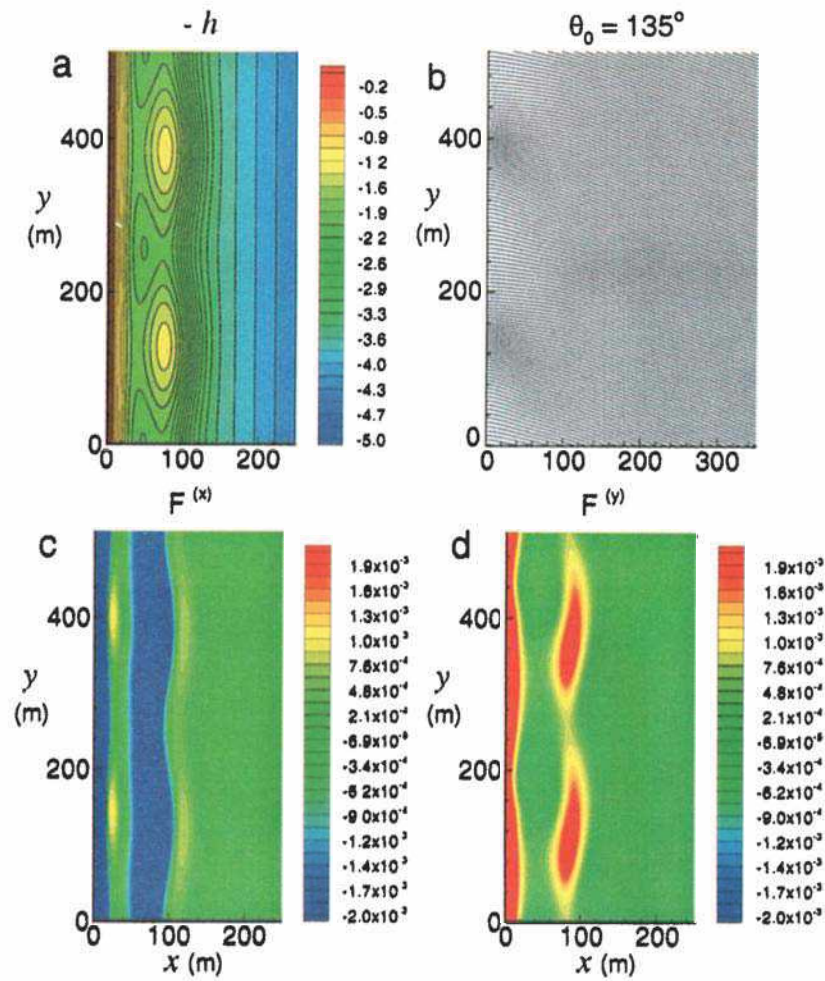 - h
θ₀ = 135°
a
b
y
(m)
400
200
0
0 100 200
-0.2
-0.5
-0.9
-1.2
-1.6
-1.9
-2.2
-2.6
-2.9
-3.3
-3.6
-4.0
-4.3
-4.7
-5.0
y
(m)
400
200
0
0 100 200 300
F (x)
F (y)
c
d
y
(m)
400
200
0
0 100 200
x (m)
1.9x10⁻³
1.6x10⁻³
1.3x10⁻³
1.0x10⁻³
7.6x10⁻⁴
4.8x10⁻⁴
2.1x10⁻⁴
-6.9x10⁻⁵
-3.4x10⁻⁴
-6.2x10⁻⁴
-9.0x10⁻⁴
-1.2x10⁻³
-1.4x10⁻³
-1.7x10⁻³
-2.0x10⁻³
y
(m)
400
200
0
0 100 200
x (m)
1.9x10⁻³
1.6x10⁻³
1.3x10⁻³
1.0x10⁻³
7.6x10⁻⁴
4.8x10⁻⁴
2.1x10⁻⁴
-6.9x10⁻⁵
-3.4x10⁻⁴
-6.2x10⁻⁴
-9.0x10⁻⁴
-1.2x10⁻³
-1.4x10⁻³
-1.7x10⁻³
-2.0x10⁻³